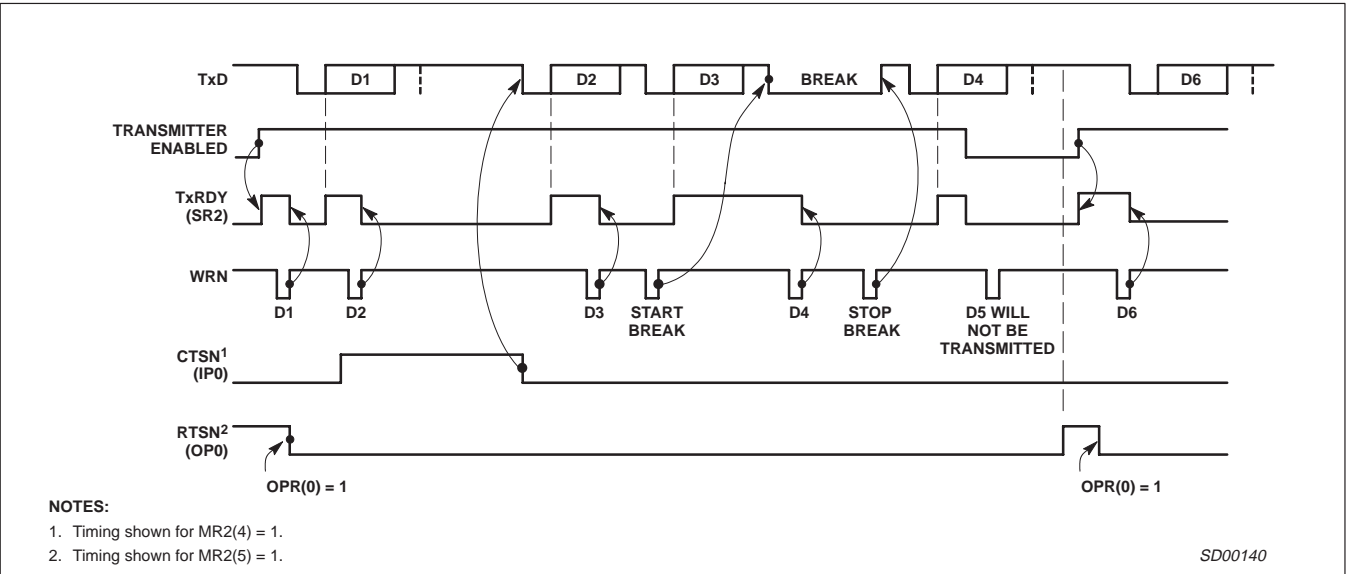 TxD
D1
D2
D3
BREAK
D4
D6
TRANSMITTER
ENABLED
TxRDY
(SR2)
WRN
D1
D2
D3
START
BREAK
D4
STOP
BREAK
D5 WILL
NOT BE
TRANSMITTED
D6
CTSN1
(IP0)
RTSN2
(OP0)
OPR(0) = 1
OPR(0) = 1
NOTES:
1. Timing shown for MR2(4) = 1.
2. Timing shown for MR2(5) = 1.
SD00140